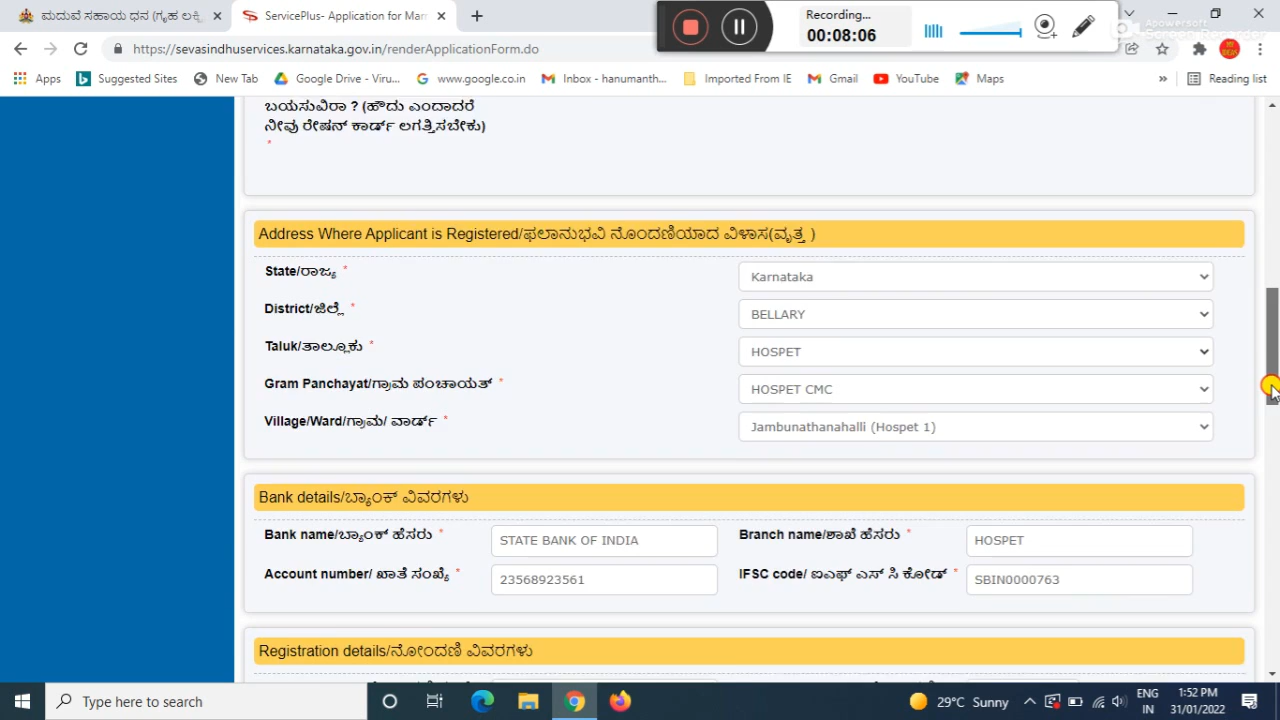 ಮದುವೆ ಸಹಾಯ ಧನ (ಗೃಹ ಲಕ್ಷ್ಮಿ
ServicePlus- Application for Marr
Recording...
00:08:06
Apowersoft
Screen Recorder
https://sevasindhuservices.karnataka.gov.in/renderApplicationForm.do
Apps
Suggested Sites
New Tab
Google Drive - Viru...
www.google.co.in
Inbox - hanumanth...
Imported From IE
Gmail
YouTube
Maps
»
Reading list
ಬಯಸುವಿರಾ ? (ಹೌದು ಎಂದಾದರೆ
ನೀವು ರೇಷನ್ ಕಾರ್ಡ್ ಲಗತ್ತಿಸಬೇಕು)
*
Address Where Applicant is Registered/ಫಲಾನುಭವಿ ನೊಂದಣಿಯಾದ ವಿಳಾಸ(ವೃತ್ತ )
State/ರಾಜ್ಯ * Karnataka
District/ಜಿಲ್ಲೆ * BELLARY
Taluk/ತಾಲ್ಲೂಕು * HOSPET
Gram Panchayat/ಗ್ರಾಮ ಪಂಚಾಯತ್ * HOSPET CMC
Village/Ward/ಗ್ರಾಮ/ ವಾರ್ಡ್ * Jambunathanahalli (Hospet 1)
Bank details/ಬ್ಯಾಂಕ್ ವಿವರಗಳು
Bank name/ಬ್ಯಾಂಕ್ ಹೆಸರು * STATE BANK OF INDIA Branch name/ಶಾಖೆ ಹೆಸರು * HOSPET
Account number/ ಖಾತೆ ಸಂಖ್ಯೆ * 23568923561 IFSC code/ ಐಎಫ್ ಎಸ್ ಸಿ ಕೋಡ್ * SBIN0000763
Registration details/ನೋಂದಣಿ ವಿವರಗಳು
Type here to search
29°C Sunny
ENG
IN
1:52 PM
31/01/2022